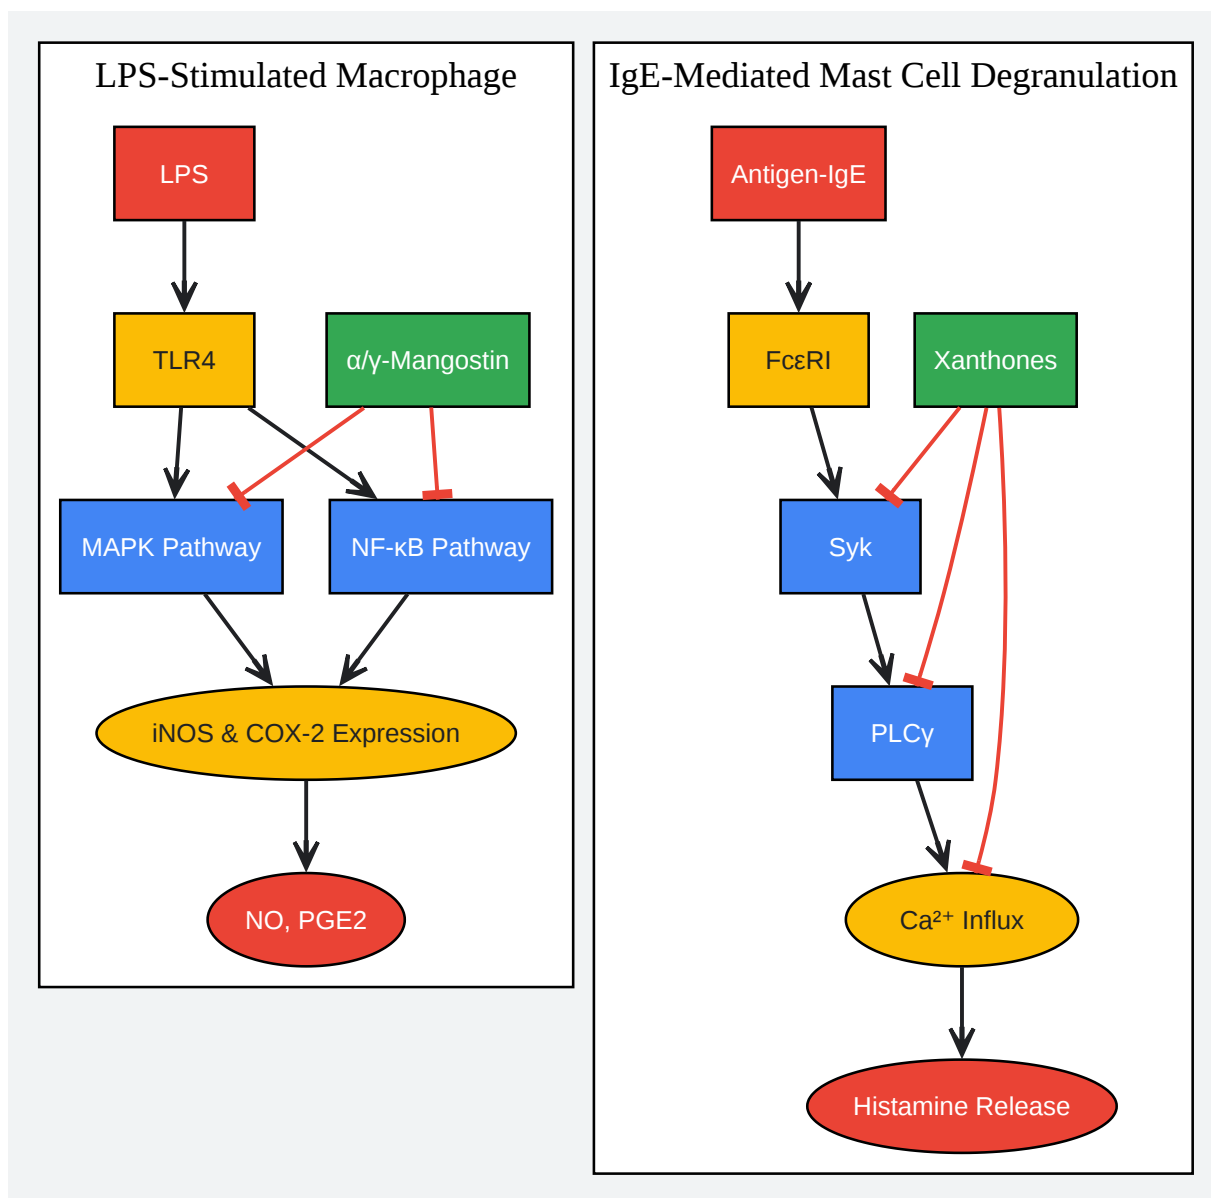 LPS-Stimulated Macrophage
LPS
TLR4
α/γ-Mangostin
MAPK Pathway
NF-κB Pathway
iNOS & COX-2 Expression
NO, PGE2
IgE-Mediated Mast Cell Degranulation
Antigen-IgE
FcεRI
Xanthones
Syk
PLCγ
Ca²⁺ Influx
Histamine Release